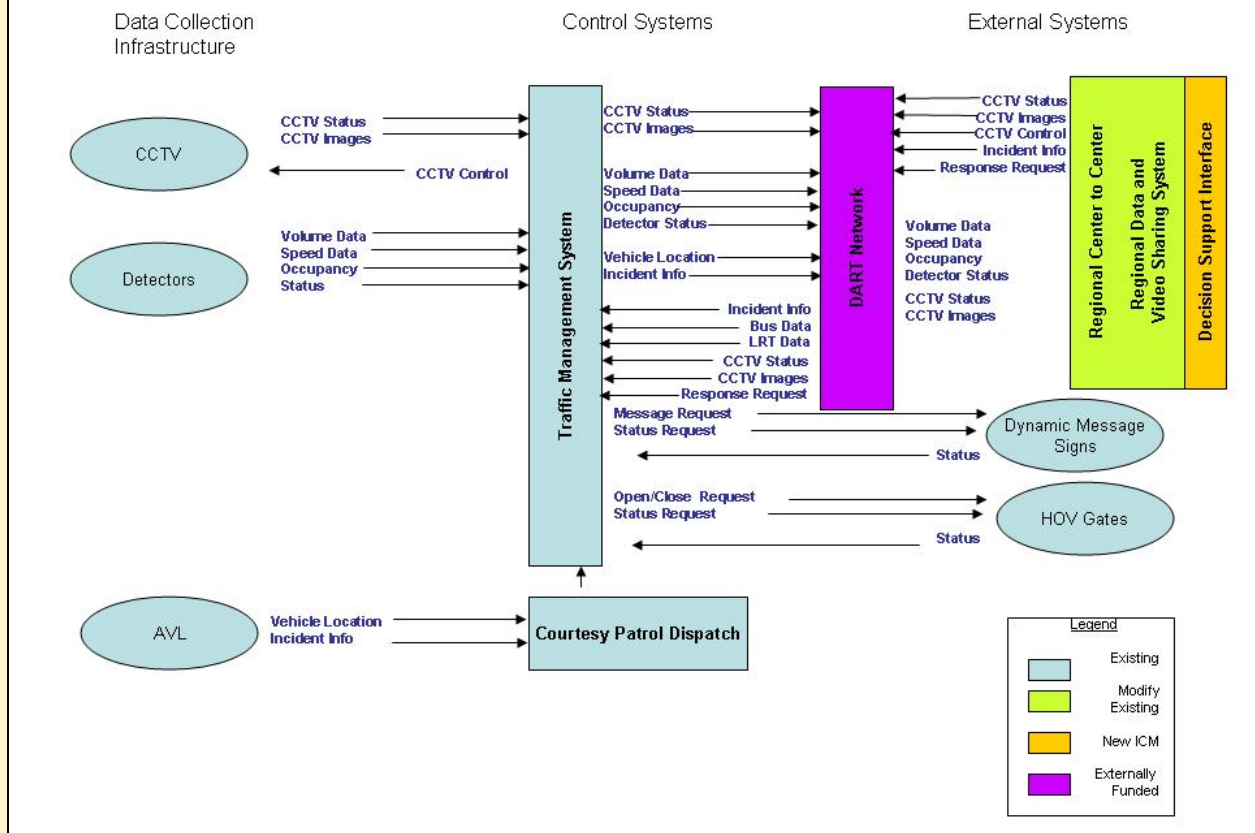 Data Collection
Infrastructure
Control Systems
External Systems
CCTV
CCTV Status
CCTV Images
CCTV Control
Detectors
Volume Data
Speed Data
Occupancy
Status
Traffic Management System
CCTV Status
CCTV Images
Volume Data
Speed Data
Occupancy
Detector Status
Vehicle Location
Incident Info
Incident Info
Bus Data
LRT Data
CCTV Status
CCTV Images
Response Request
DART Network
CCTV Status
CCTV Images
CCTV Control
Incident Info
Response Request
Volume Data
Speed Data
Occupancy
Detector Status
CCTV Status
CCTV Images
Regional Center to Center
Regional Data and
Video Sharing System
Decision Support Interface
Message Request
Status Request
Status
Dynamic Message
Signs
Open/Close Request
Status Request
Status
HOV Gates
AVL
Vehicle Location
Incident Info
Courtesy Patrol Dispatch
Legend
Existing
Modify
Existing
New ICM
Externally
Funded